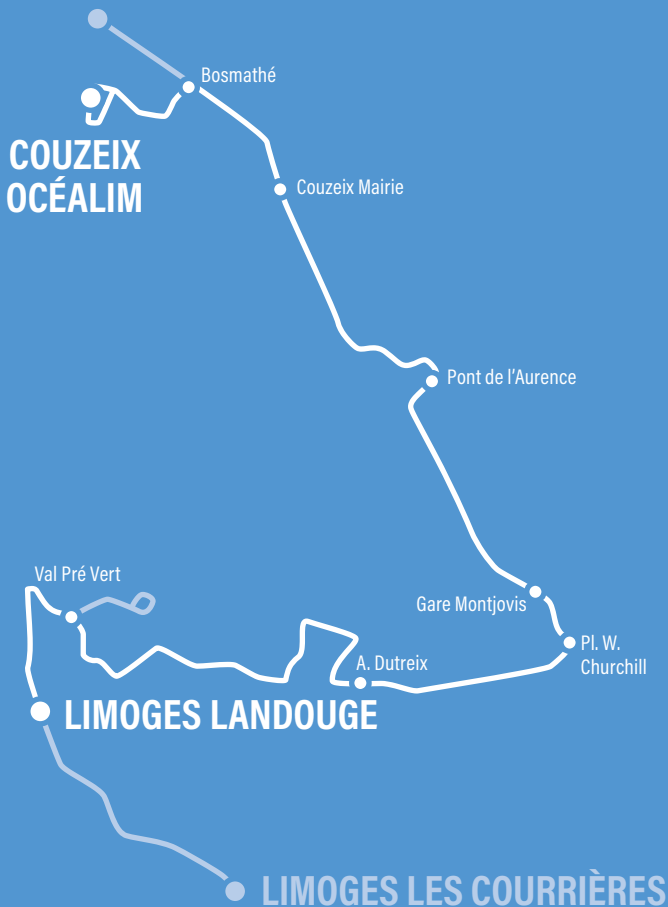 Bosmathé
COUZEIX
OCÉALIM
Couzeix Mairie
Pont de l'Aurence
Val Pré Vert
Gare Montjovis
Pl. W.
Churchill
A. Dutreix
LIMOGES LANDOUGE
LIMOGES LES COURRIÈRES